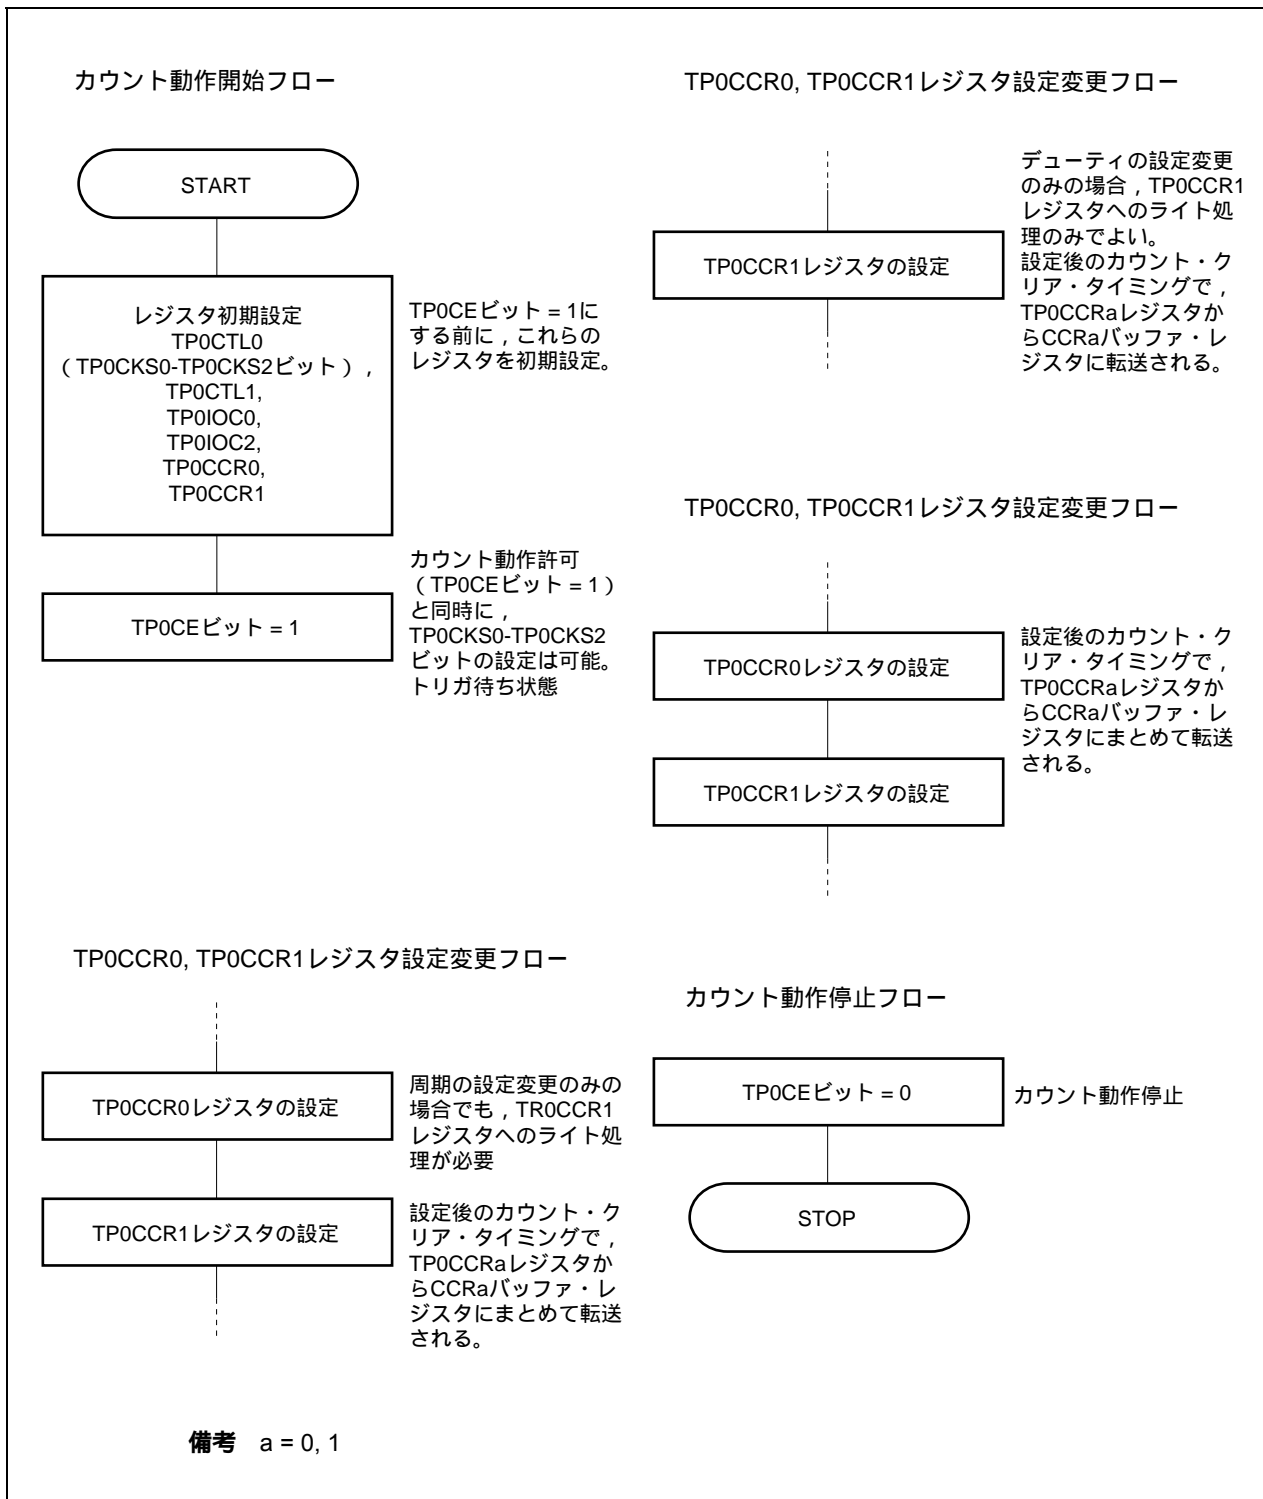 カウント動作開始フロー
START
レジスタ初期設定
TP0CTL0
（TP0CKS0-TP0CKS2ビット），
TP0CTL1,
TP0IOC0,
TP0IOC2,
TP0CCR0,
TP0CCR1
TP0CEビット = 1に
する前に，これらの
レジスタを初期設定。
TP0CEビット = 1
カウント動作許可
（TP0CEビット = 1）
と同時に，
TP0CKS0-TP0CKS2
ビットの設定は可能。
トリガ待ち状態
TP0CCR0, TP0CCR1レジスタ設定変更フロー
TP0CCR0レジスタの設定
周期の設定変更のみの
場合でも，TR0CCR1
レジスタへのライト処
理が必要
TP0CCR1レジスタの設定
設定後のカウント・ク
リア・タイミングで，
TP0CCRaレジスタか
らCCRaバッファ・レ
ジスタにまとめて転送
される。
TP0CCR0, TP0CCR1レジスタ設定変更フロー
TP0CCR1レジスタの設定
デューティの設定変更
のみの場合，TP0CCR1
レジスタへのライト処
理のみでよい。
設定後のカウント・ク
リア・タイミングで，
TP0CCRaレジスタか
らCCRaバッファ・レ
ジスタに転送される。
TP0CCR0, TP0CCR1レジスタ設定変更フロー
TP0CCR0レジスタの設定
設定後のカウント・ク
リア・タイミングで，
TP0CCRaレジスタか
らCCRaバッファ・レ
ジスタにまとめて転送
される。
TP0CCR1レジスタの設定
カウント動作停止フロー
TP0CEビット = 0
カウント動作停止
STOP
備考 a = 0, 1